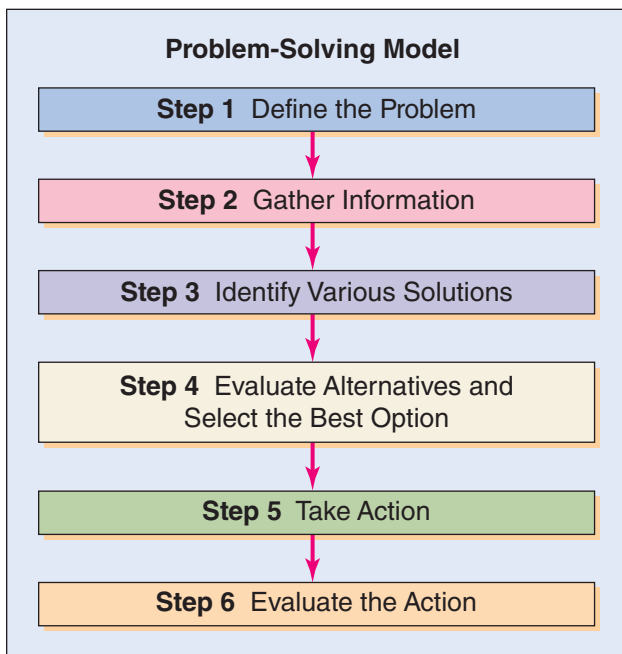 Problem-Solving Model
Step 1 Define the Problem
Step 2 Gather Information
Step 3 Identify Various Solutions
Step 4 Evaluate Alternatives and
Select the Best Option
Step 5 Take Action
Step 6 Evaluate the Action